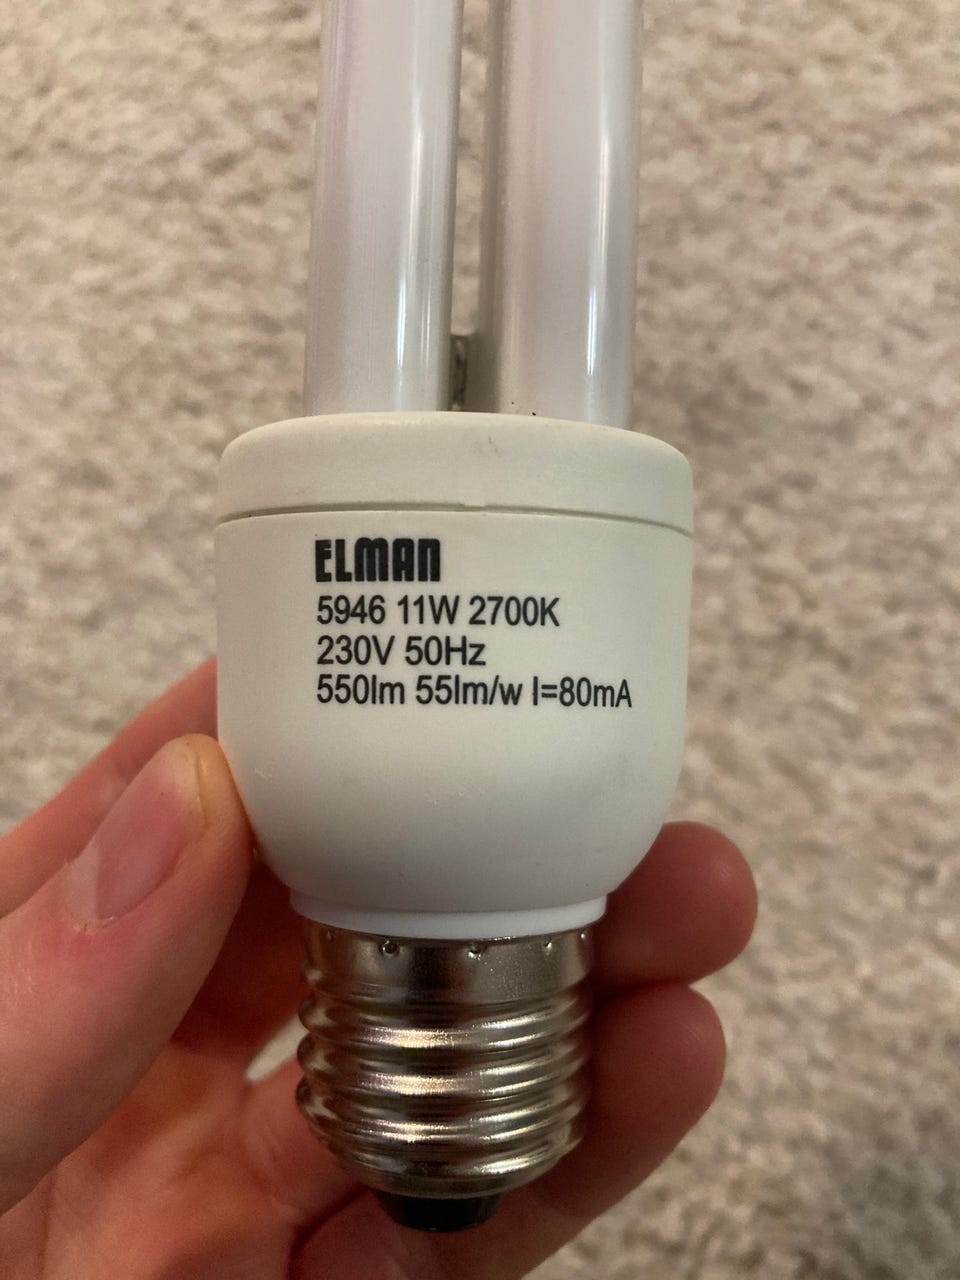 ELMAN
5946 11W 2700K
230V 50Hz
550lm 55lm/w I=80mA